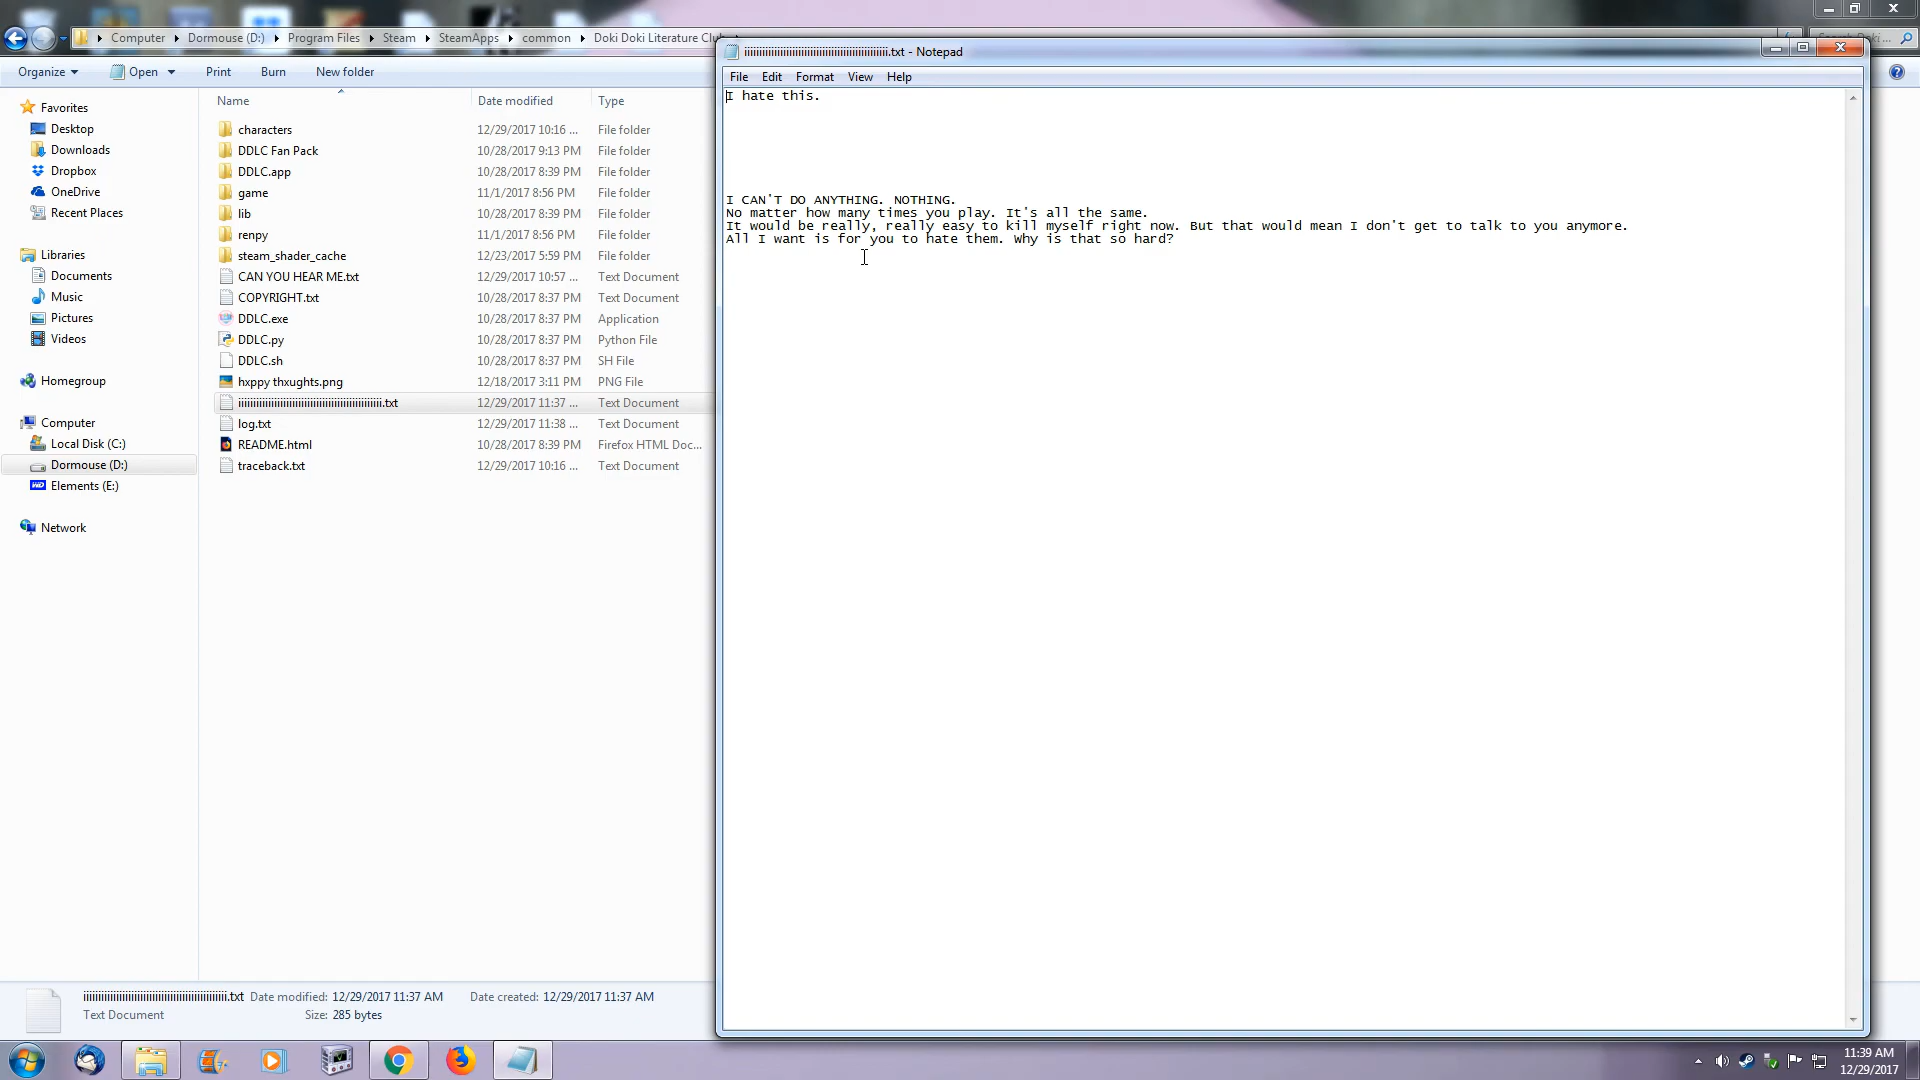 Computer Dormouse (D:) Program Files Steam SteamApps common Doki Doki Literature Club
Organize Open Print Burn New folder
Favorites
Desktop
Downloads
Dropbox
OneDrive
Recent Places
Libraries
Documents
Music
Pictures
Videos
Homegroup
Computer
Local Disk (C:)
Dormouse (D:)
Elements (E:)
Network
Name Date modified Type
characters 12/29/2017 10:16 ... File folder
DDLC Fan Pack 10/28/2017 9:13 PM File folder
DDLC.app 10/28/2017 8:39 PM File folder
game 11/1/2017 8:56 PM File folder
lib 10/28/2017 8:39 PM File folder
renpy 11/1/2017 8:56 PM File folder
steam_shader_cache 12/23/2017 5:59 PM File folder
CAN YOU HEAR ME.txt 12/29/2017 10:57 ... Text Document
COPYRIGHT.txt 10/28/2017 8:37 PM Text Document
DDLC.exe 10/28/2017 8:37 PM Application
DDLC.py 10/28/2017 8:37 PM Python File
DDLC.sh 10/28/2017 8:37 PM SH File
hxppy thxughts.png 12/18/2017 3:11 PM PNG File
12/29/2017 11:37 ... Text Document
log.txt 12/29/2017 11:38 ... Text Document
README.html 10/28/2017 8:39 PM Firefox HTML Doc...
traceback.txt 12/29/2017 10:16 ... Text Document
Date modified: 12/29/2017 11:37 AM Date created: 12/29/2017 11:37 AM
Text Document Size: 285 bytes
- Notepad
File Edit Format View Help
I hate this.
I CAN'T DO ANYTHING. NOTHING.
No matter how many times you play. It's all the same.
It would be really, really easy to kill myself right now. But that would mean I don't get to talk to you anymore.
All I want is for you to hate them. Why is that so hard?
11:39 AM
12/29/2017